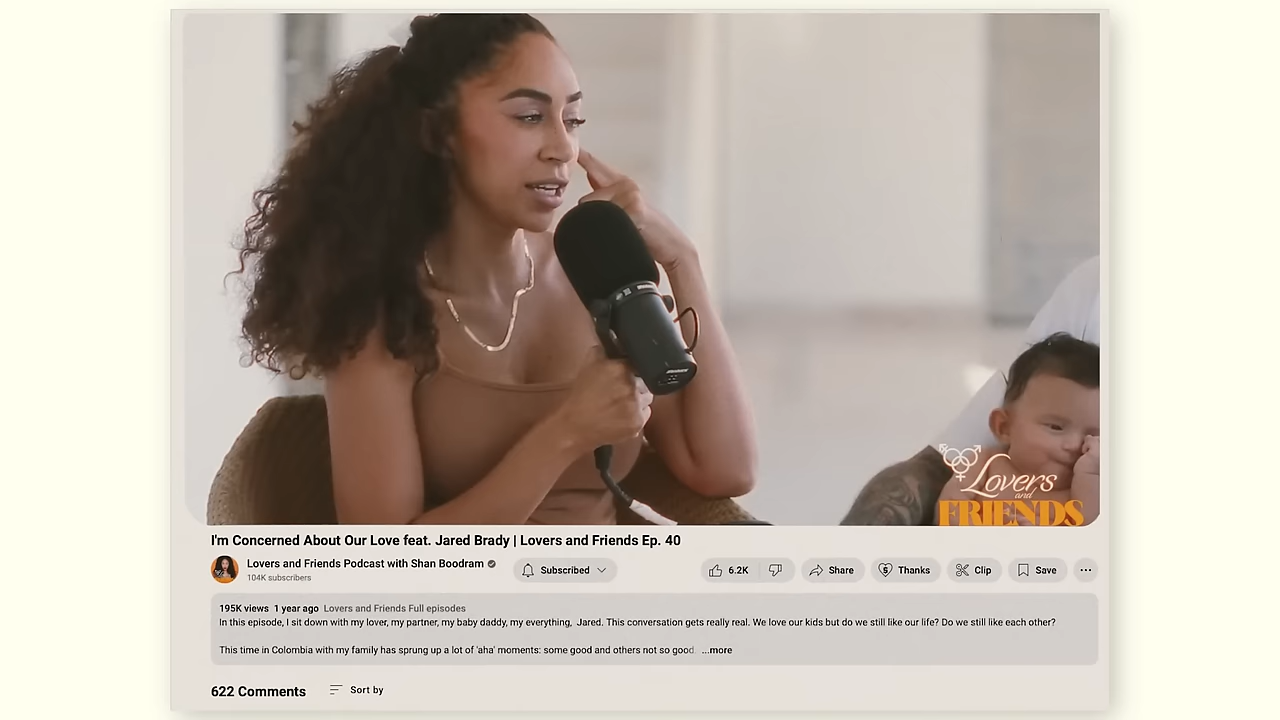 Lovers
and
FRIENDS
I'm Concerned About Our Love feat. Jared Brady | Lovers and Friends Ep. 40
Lovers and Friends Podcast with Shan Boodram
104K subscribers
Subscribed
6.2K
Share
Thanks
Clip
Save
195K views 1 year ago Lovers and Friends Full episodes
In this episode, I sit down with my lover, my partner, my baby daddy, my everything, Jared. This conversation gets really real. We love our kids but do we still like our life? Do we still like each other?
This time in Colombia with my family has sprung up a lot of 'aha' moments: some good and others not so good ...more
622 Comments
Sort by